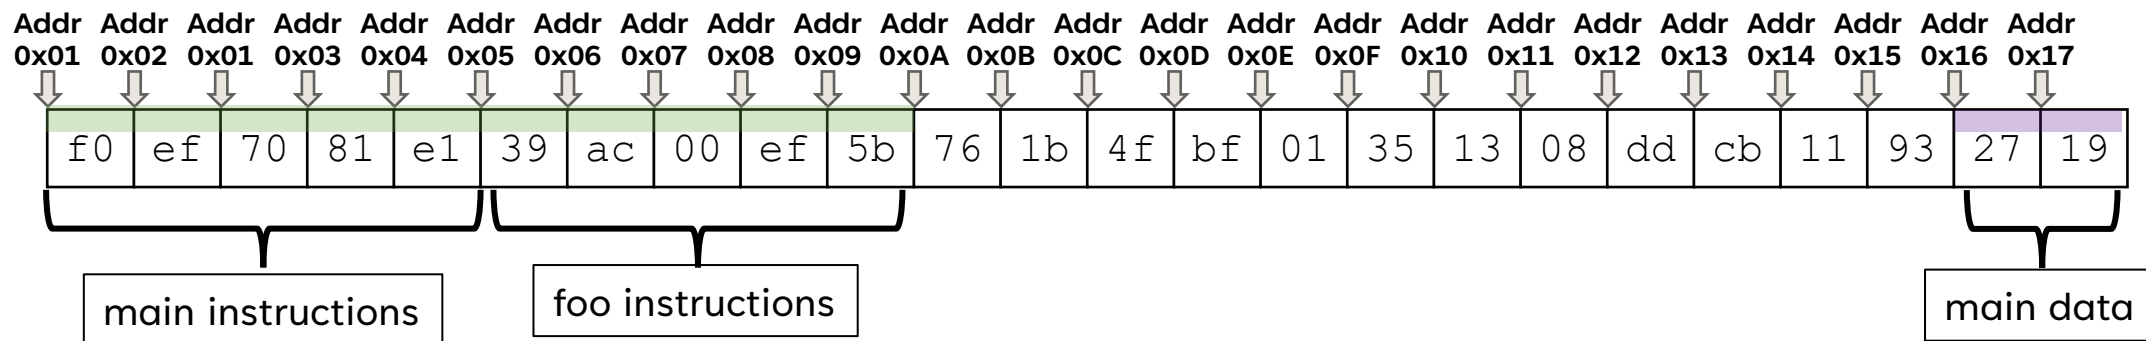 Addr Addr Addr Addr Addr Addr Addr Addr Addr Addr Addr Addr Addr Addr Addr Addr Addr Addr Addr Addr Addr Addr Addr Addr
0x01 0x02 0x01 0x03 0x04 0x05 0x06 0x07 0x08 0x09 0x0A 0x0B 0x0C 0x0D 0x0E 0x0F 0x10 0x11 0x12 0x13 0x14 0x15 0x16 0x17
f0 ef 70 81 e1 39 ac 00 ef 5b 76 1b 4f bf 01 35 13 08 dd cb 11 93 27 19
main instructions
foo instructions
main data